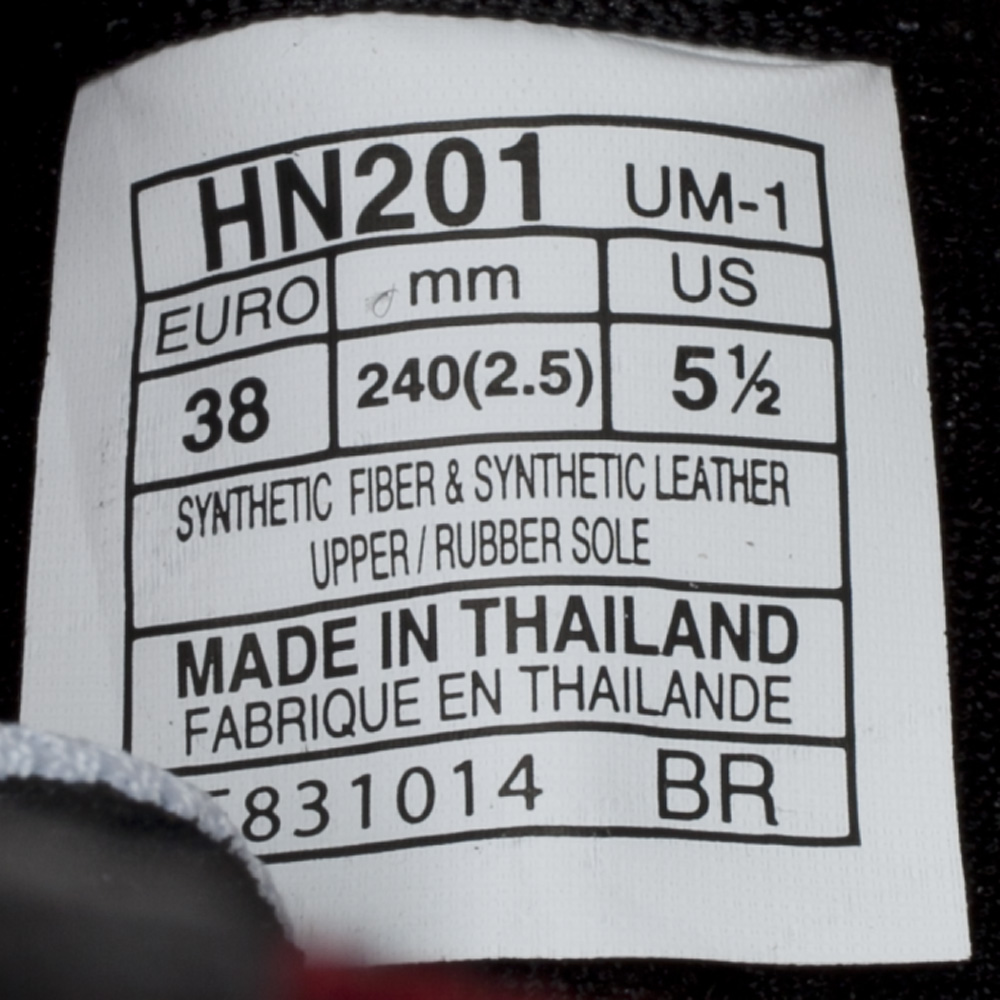 HN201 UM-1
EURO mm US
38 240(2.5) 5½
SYNTHETIC FIBER & SYNTHETIC LEATHER
UPPER / RUBBER SOLE
MADE IN THAILAND
FABRIQUE EN THAILANDE
831014 BR